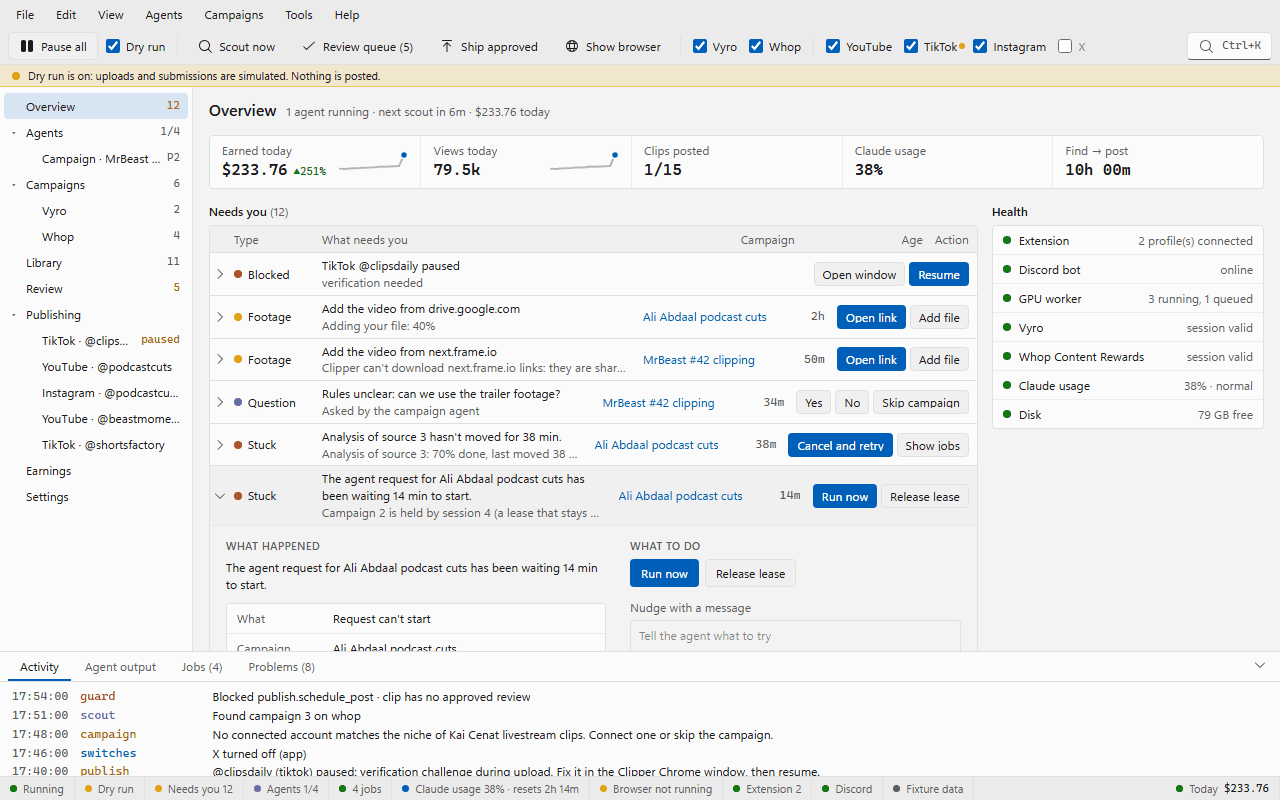 File Edit View Agents Campaigns Tools Help
Pause all Dry run Scout now Review queue (5) Ship approved Show browser Vyro Whop YouTube TikTok Instagram X Ctrl+K
Dry run is on: uploads and submissions are simulated. Nothing is posted.
Overview 12
Agents 1/4
Campaign · MrBeast ... P2
Campaigns 6
Vyro 2
Whop 4
Library 11
Review 5
Publishing
TikTok · @clips... paused
YouTube · @podcastcuts
Instagram · @podcastcu...
YouTube · @beastmome...
TikTok · @shortsfactory
Earnings
Settings
Overview 1 agent running · next scout in 6m · $233.76 today
Earned today
$233.76 ▲251%
Views today
79.5k
Clips posted
1/15
Claude usage
38%
Find → post
10h 00m
Needs you (12)
Type What needs you Campaign Age Action
Blocked TikTok @clipsdaily paused
verification needed
Open window Resume
Footage Add the video from drive.google.com
Adding your file: 40%
Ali Abdaal podcast cuts 2h Open link Add file
Footage Add the video from next.frame.io
Clipper can't download next.frame.io links: they are shar...
MrBeast #42 clipping 50m Open link Add file
Question Rules unclear: can we use the trailer footage?
Asked by the campaign agent
MrBeast #42 clipping 34m Yes No Skip campaign
Stuck Analysis of source 3 hasn't moved for 38 min.
Analysis of source 3: 70% done, last moved 38 ...
Ali Abdaal podcast cuts 38m Cancel and retry Show jobs
Stuck The agent request for Ali Abdaal podcast cuts has
been waiting 14 min to start.
Campaign 2 is held by session 4 (a lease that stays ...
Ali Abdaal podcast cuts 14m Run now Release lease
WHAT HAPPENED
The agent request for Ali Abdaal podcast cuts has been waiting 14 min
to start.
What Request can't start
Campaign Ali Abdaal podcast cuts
WHAT TO DO
Run now Release lease
Nudge with a message
Tell the agent what to try
Health
Extension 2 profile(s) connected
Discord bot online
GPU worker 3 running, 1 queued
Vyro session valid
Whop Content Rewards session valid
Claude usage 38% · normal
Disk 79 GB free
Activity Agent output Jobs (4) Problems (8)
17:54:00 guard Blocked publish.schedule_post · clip has no approved review
17:51:00 scout Found campaign 3 on whop
17:48:00 campaign No connected account matches the niche of Kai Cenat livestream clips. Connect one or skip the campaign.
17:46:00 switches X turned off (app)
17:40:00 publish @clipsdaily (tiktok) paused: verification challenge during upload. Fix it in the Clipper Chrome window, then resume.
Running Dry run Needs you 12 Agents 1/4 4 jobs Claude usage 38% · resets 2h 14m Browser not running Extension 2 Discord Fixture data Today $233.76